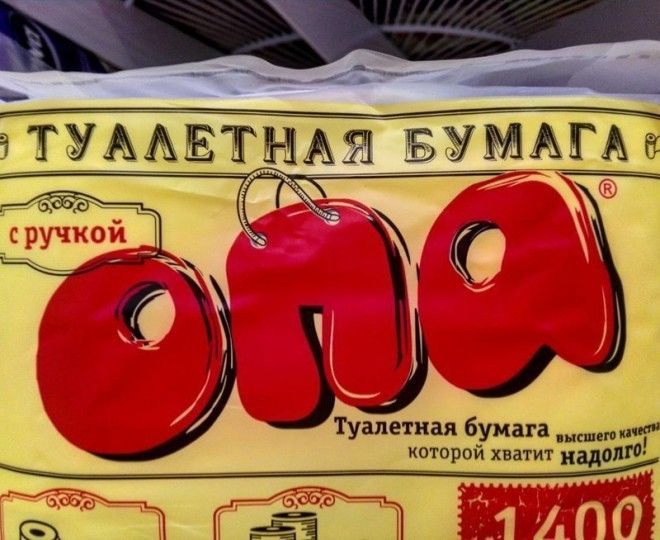 ТУАЛЕТНАЯ БУМАГА
с ручкой
опа®
Туалетная бумага высшего качества
которой хватит надолго!
1400